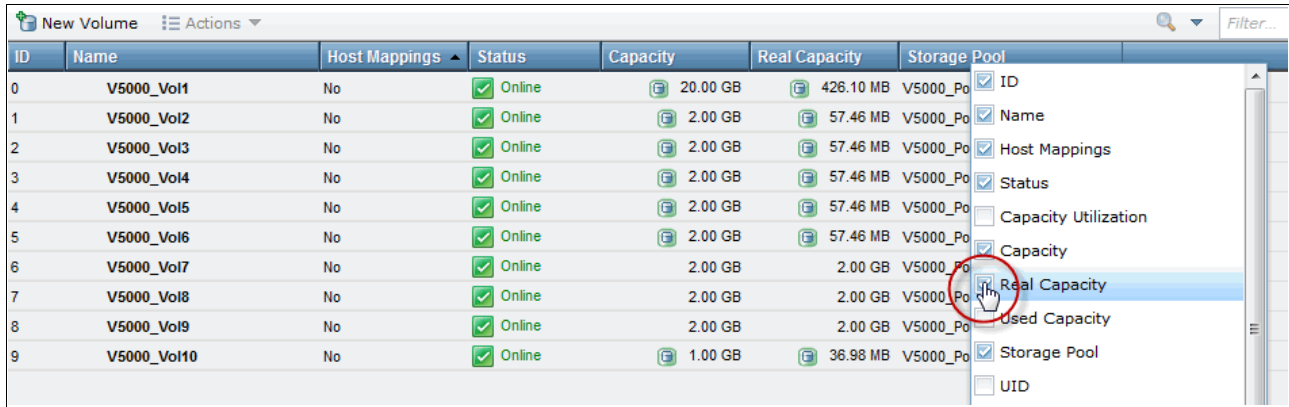 New Volume Actions Filter...
ID Name Host Mappings Status Capacity Real Capacity Storage Pool
0 V5000_Vol1 No Online 20.00 GB 426.10 MB V5000_Po
1 V5000_Vol2 No Online 2.00 GB 57.46 MB V5000_Po
2 V5000_Vol3 No Online 2.00 GB 57.46 MB V5000_Po
3 V5000_Vol4 No Online 2.00 GB 57.46 MB V5000_Po
4 V5000_Vol5 No Online 2.00 GB 57.46 MB V5000_Po
5 V5000_Vol6 No Online 2.00 GB 57.46 MB V5000_Po
6 V5000_Vol7 No Online 2.00 GB 2.00 GB V5000_Po
7 V5000_Vol8 No Online 2.00 GB 2.00 GB V5000_Po
8 V5000_Vol9 No Online 2.00 GB 2.00 GB V5000_Po
9 V5000_Vol10 No Online 1.00 GB 36.98 MB V5000_Po
ID
Name
Host Mappings
Status
Capacity Utilization
Capacity
Real Capacity
Used Capacity
Storage Pool
UID